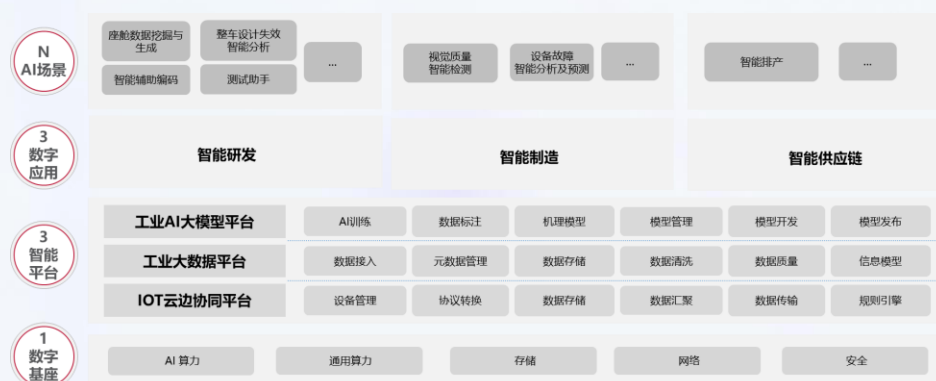 N
AI场景
座舱数据挖掘与
生成
整车设计失效
智能分析
智能辅助编码
测试助手
...
视觉质量
智能检测
设备故障
智能分析及预测
...
智能排产
...
3
数字
应用
智能研发
智能制造
智能供应链
3
智能
平台
工业AI大模型平台
AI训练
数据标注
机理模型
模型管理
模型开发
模型发布
工业大数据平台
数据接入
元数据管理
数据存储
数据清洗
数据质量
信息模型
IOT云边协同平台
设备管理
协议转换
数据存储
数据汇聚
数据传输
规则引擎
1
数字
基座
AI 算力
通用算力
存储
网络
安全